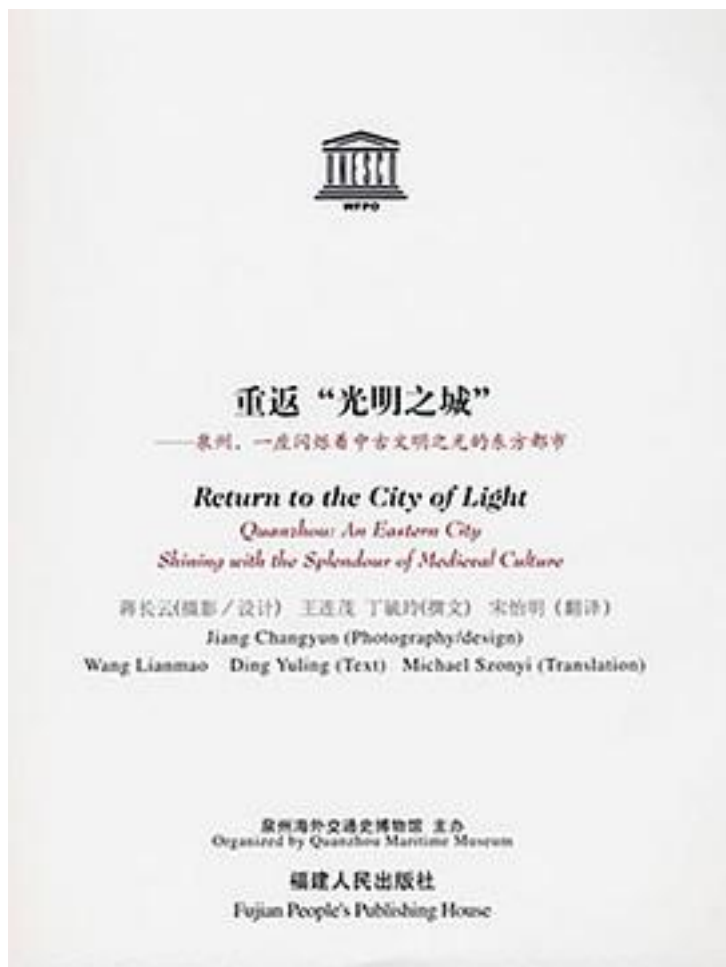 UNESCO
WFPO
重返“光明之城”
——泉州，一座闪烁着中古文明之光的东方都市
Return to the City of Light
Quanzhou: An Eastern City
Shining with the Splendour of Medieval Culture
蒋长云(摄影／设计) 王连茂 丁毓玲(撰文) 宋怡明（翻译）
Jiang Changyun (Photography/design)
Wang Lianmao Ding Yuling (Text) Michael Szonyi (Translation)
泉州海外交通史博物馆 主办
Organized by Quanzhou Maritime Museum
福建人民出版社
Fujian People's Publishing House